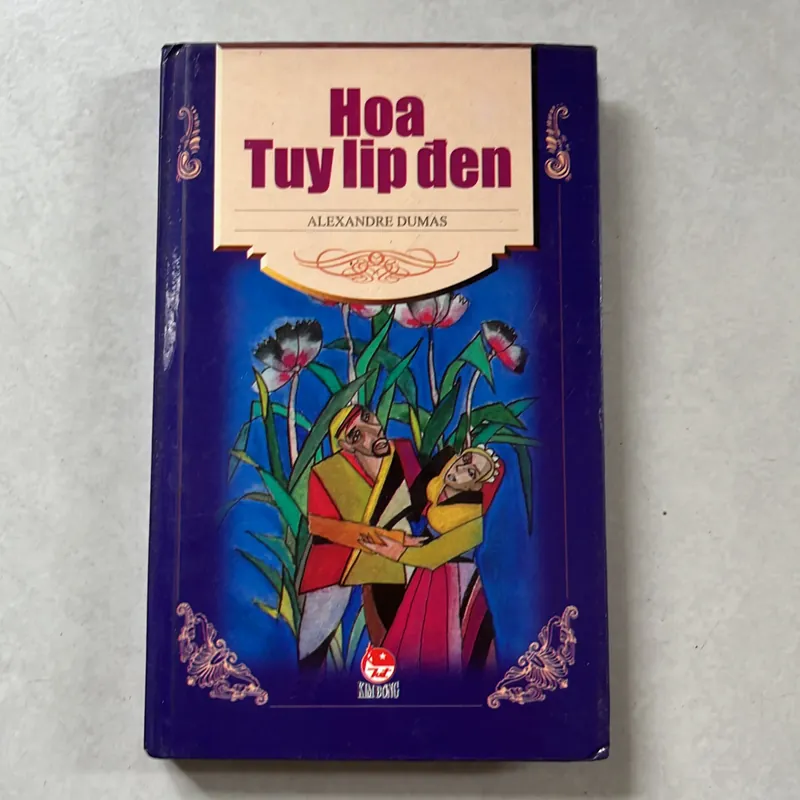 Hoa
Tuy lip đen
ALEXANDRE DUMAS
KIM ĐỒNG